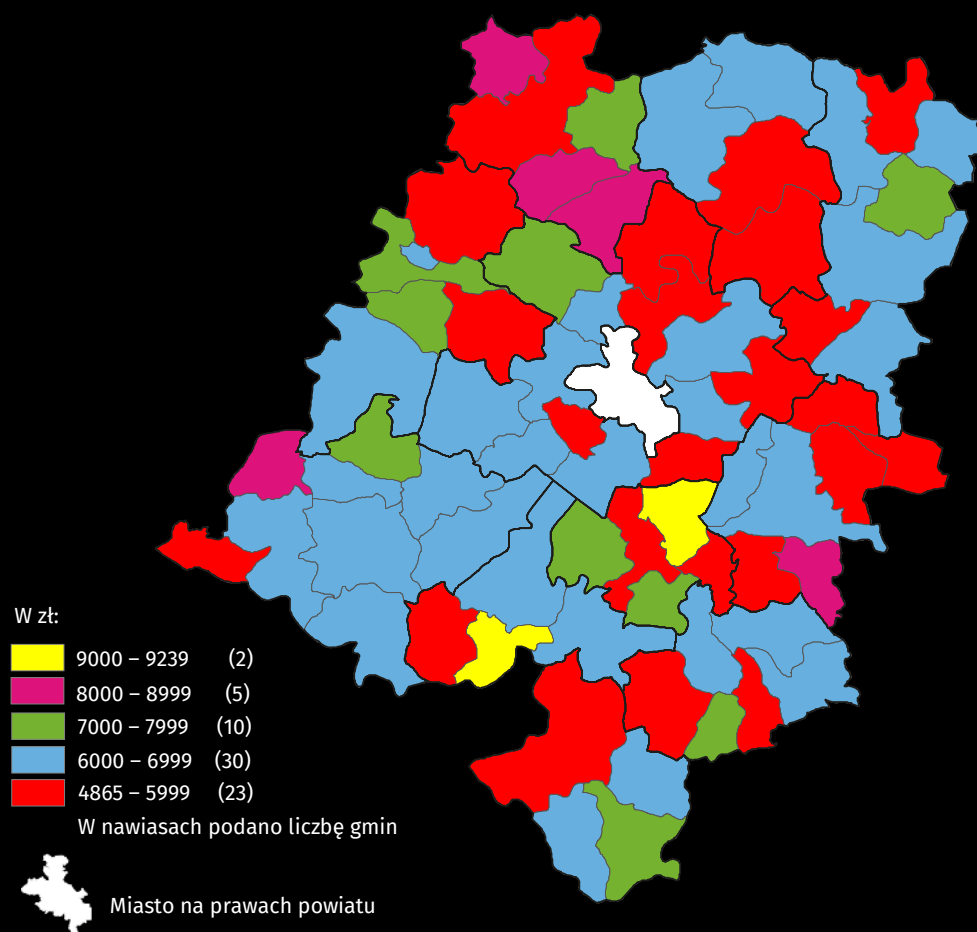 W zł:
9000 – 9239 (2)
8000 – 8999 (5)
7000 – 7999 (10)
6000 – 6999 (30)
4865 – 5999 (23)
W nawiasach podano liczbę gmin
Miasto na prawach powiatu